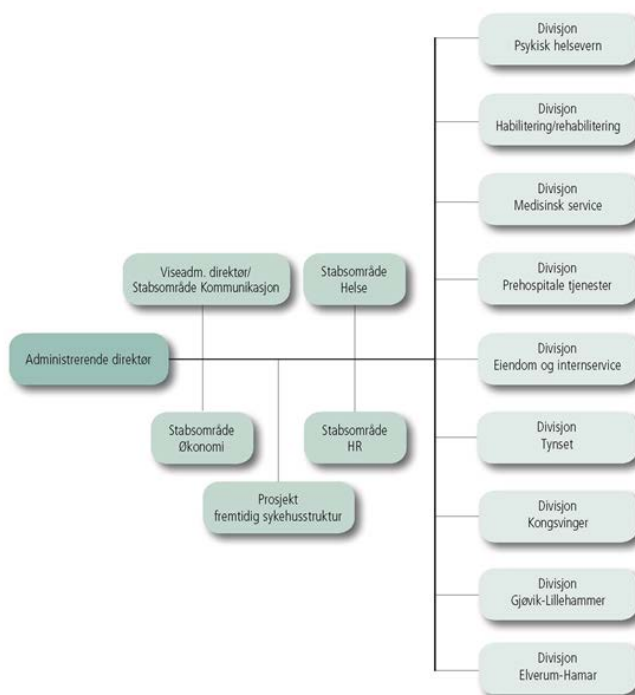 Divisjon
Psykisk helsevern
Divisjon
Habilitering/rehabilitering
Divisjon
Medisinsk service
Viseadm. direktør/
Stabsområde Kommunikasjon
Stabsområde
Helse
Divisjon
Prehospitale tjenester
Administrerende direktør
Divisjon
Eiendom og internservice
Stabsområde
Økonomi
Stabsområde
HR
Divisjon
Tynset
Prosjekt
fremtidig sykehusstruktur
Divisjon
Kongsvinger
Divisjon
Gjøvik-Lillehammer
Divisjon
Elverum-Hamar